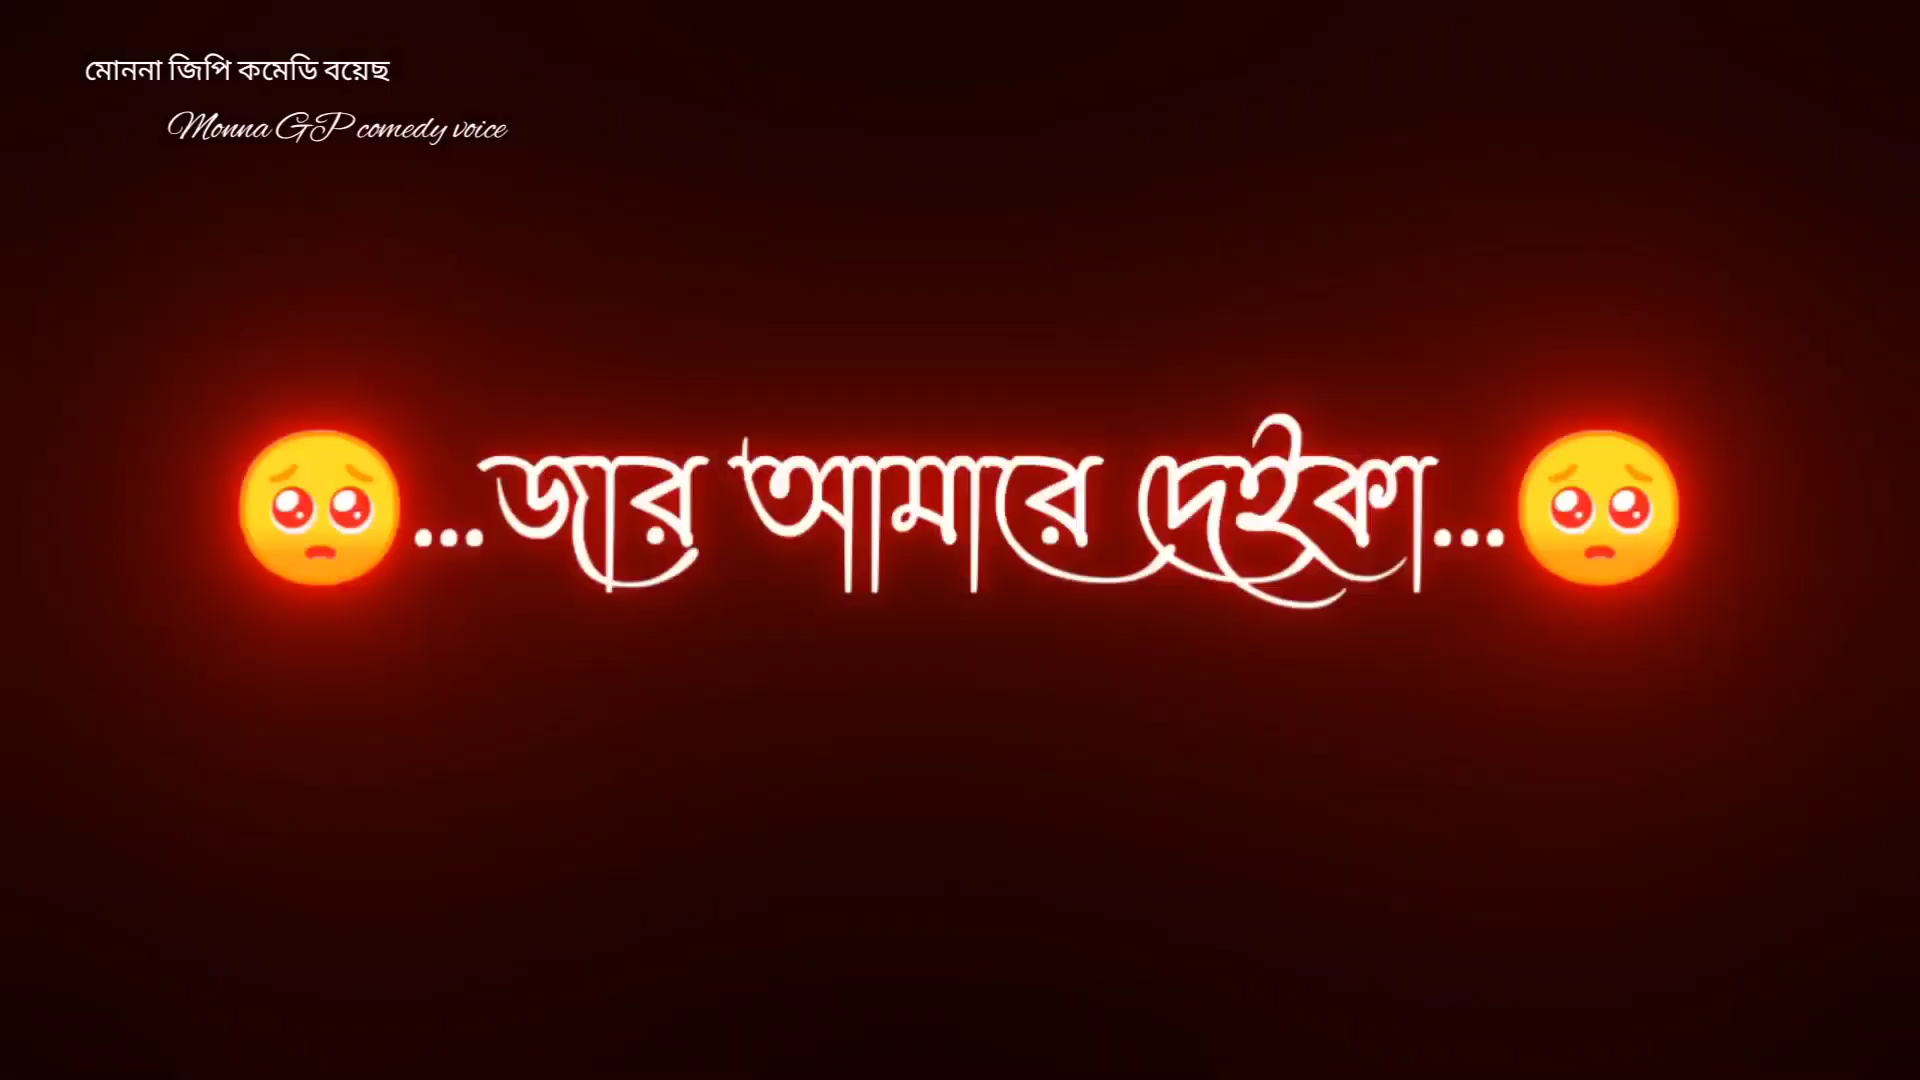 মোননা জিপি কমেডি বয়েছ
Monna GP comedy voice
🥺...জার আমারে দেইকা...🥺